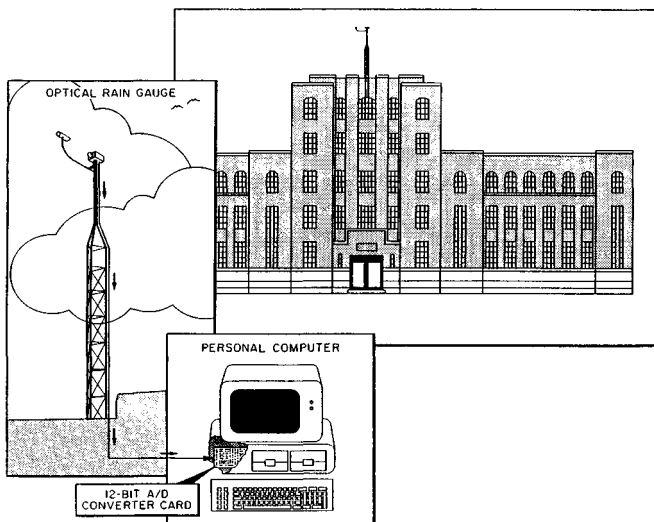 OPTICAL RAIN GAUGE
PERSONAL COMPUTER
12-BIT A/D
CONVERTER CARD